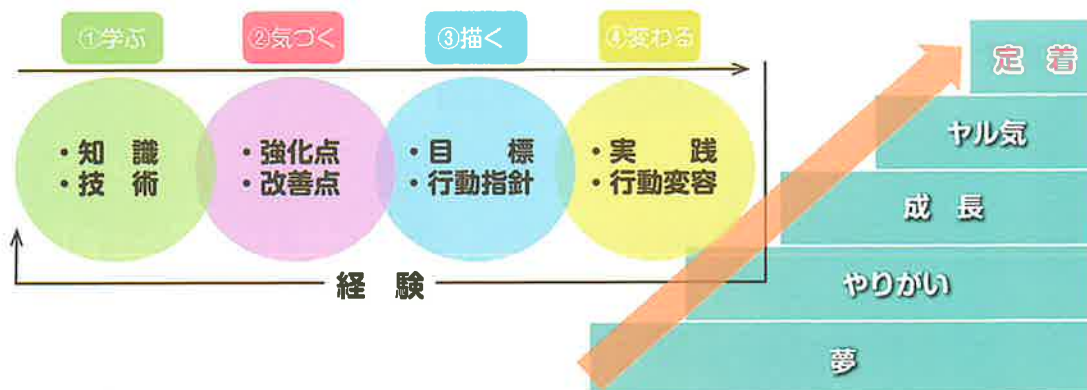 ①学ぶ
②気づく
③描く
④変わる
・知　識
・技　術
・強化点
・改善点
・目　標
・行動指針
・実　践
・行動変容
経　験
定　着
ヤル気
成　長
やりがい
夢